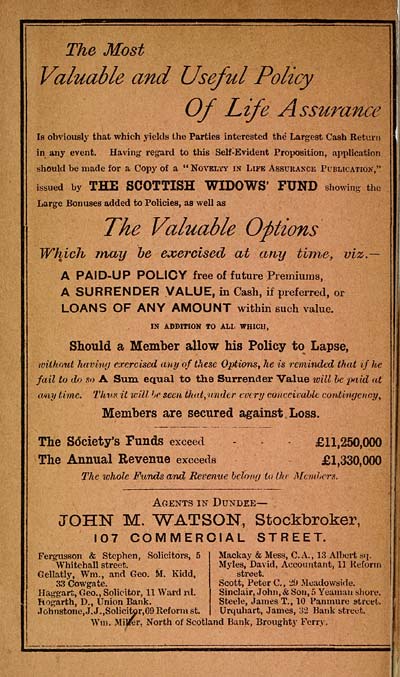 The Most
Valuable and Useful Policy
Of Life Assurance
Is obviously that which yields the Parties interested the Largest Cash Return
in any event. Having regard to this Self-Evident Proposition, application
should be made for a Copy of a "NOVELTY IN LIFE ASSURANCE PUBLICATION,"
issued by THE SCOTTISH WIDOWS' FUND showing the
Large Bonuses added to Policies, as well as
The Valuable Options
Which may be exercised at any time, viz.—
A PAID-UP POLICY free of future Premiums,
A SURRENDER VALUE, in Cash, if preferred, or
LOANS OF ANY AMOUNT within such value.
IN ADDITION TO ALL WHICH,
Should a Member allow his Policy to Lapse,
without having exercised any of these Options, he is reminded that if he
fail to do so A Sum equal to the Surrender Value will be paid at
any time. Thus it will be seen that, under every conceivable contingency,
Members are secured against Loss.
The Society's Funds exceed - - - £11,250,000
The Annual Revenue exceeds £1,330,000
The whole Funds and Revenue belong to the Members.
AGENTS IN DUNDEE—
JOHN M. WATSON, Stockbroker,
107 COMMERCIAL STREET.
Fergusson & Stephen, Solicitors, 5
Whitehall street.
Gellatly, Wm., and Geo. M. Kidd,
33 Cowgate.
Haggart, Geo., Solicitor, 11 Ward rd.
Hogarth, D., Union Bank.
Johnstone, J.J., Solicitor, 69 Reform st.
Mackay & Mess, C.A., 13 Albert sq.
Myles, David, Accountant, 11 Reform
street.
Scott, Peter C., 29 Meadowside.
Sinclair, John, & Son, 5 Yeaman shore.
Steele, James T., 10 Panmure street.
Urquhart, James, 32 Bank street.
Wm. Miller, North of Scotland Bank, Broughty Ferry.